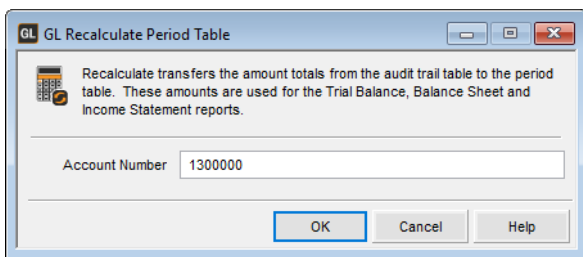 GL GL Recalculate Period Table
Recalculate transfers the amount totals from the audit trail table to the period
table. These amounts are used for the Trial Balance, Balance Sheet and
Income Statement reports.
Account Number 1300000
OK Cancel Help